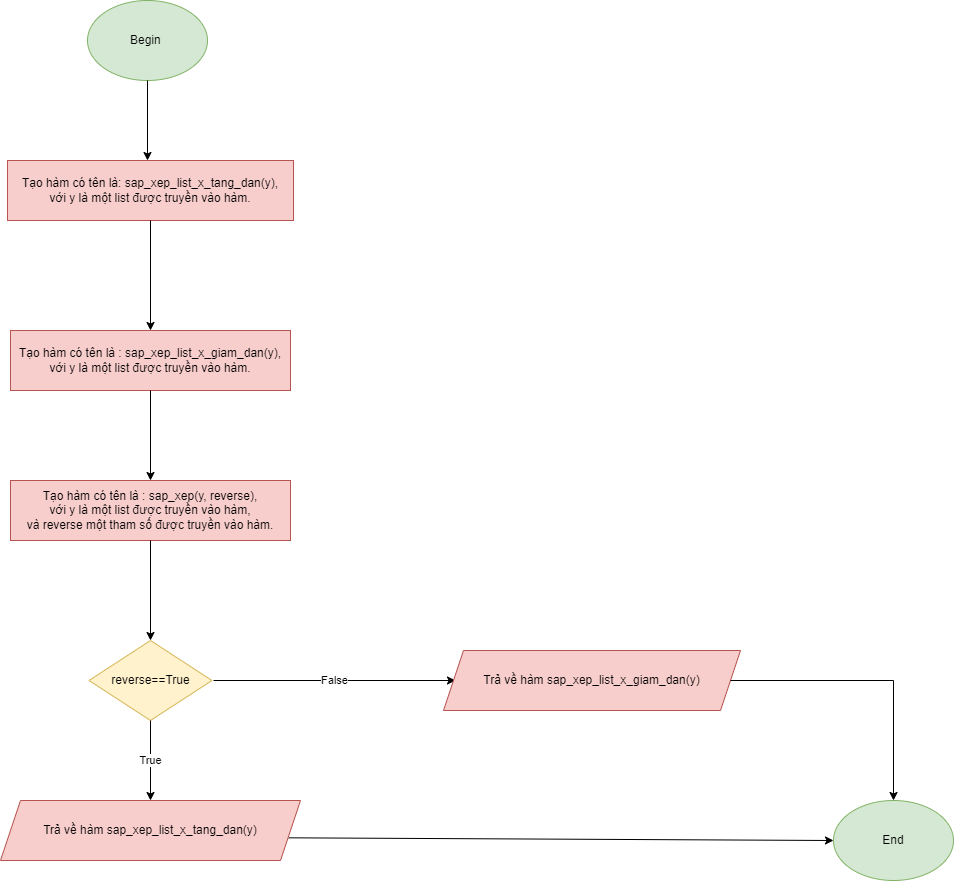 Begin
Tạo hàm có tên là: sap_xep_list_x_tang_dan(y),
với y là một list được truyền vào hàm.
Tạo hàm có tên là : sap_xep_list_x_giam_dan(y),
với y là một list được truyền vào hàm.
Tạo hàm có tên là : sap_xep(y, reverse),
với y là một list được truyền vào hàm,
và reverse một tham số được truyền vào hàm.
reverse==True
False
Trả về hàm sap_xep_list_x_giam_dan(y)
True
Trả về hàm sap_xep_list_x_tang_dan(y)
End